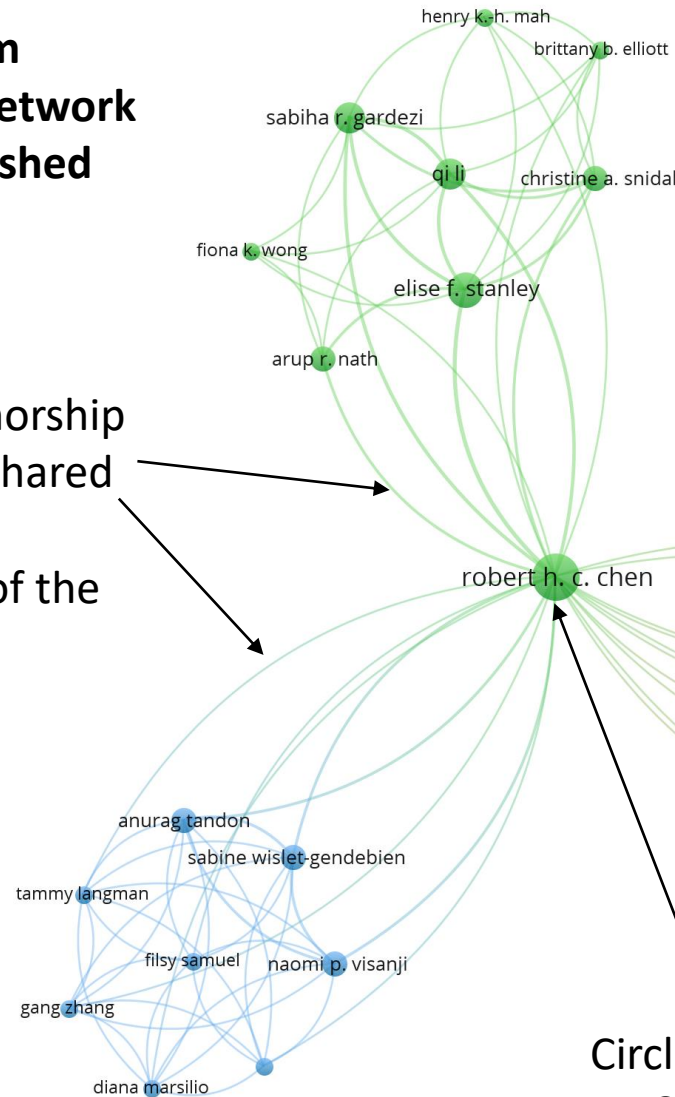 henry k.-h. mah
n
brittany b. elliott
etwork
sabiha r. gardezi
shed
qi li
christine a. snidal
fiona k. wong
elise f. stanley
arup r. nath
orship
hared
robert h. c. chen
of the
anurag tandon
sabine wislet-gendebien
tammy langman
filsy samuel
naomi p. visanji
gang zhang
Circl
diana marsilio